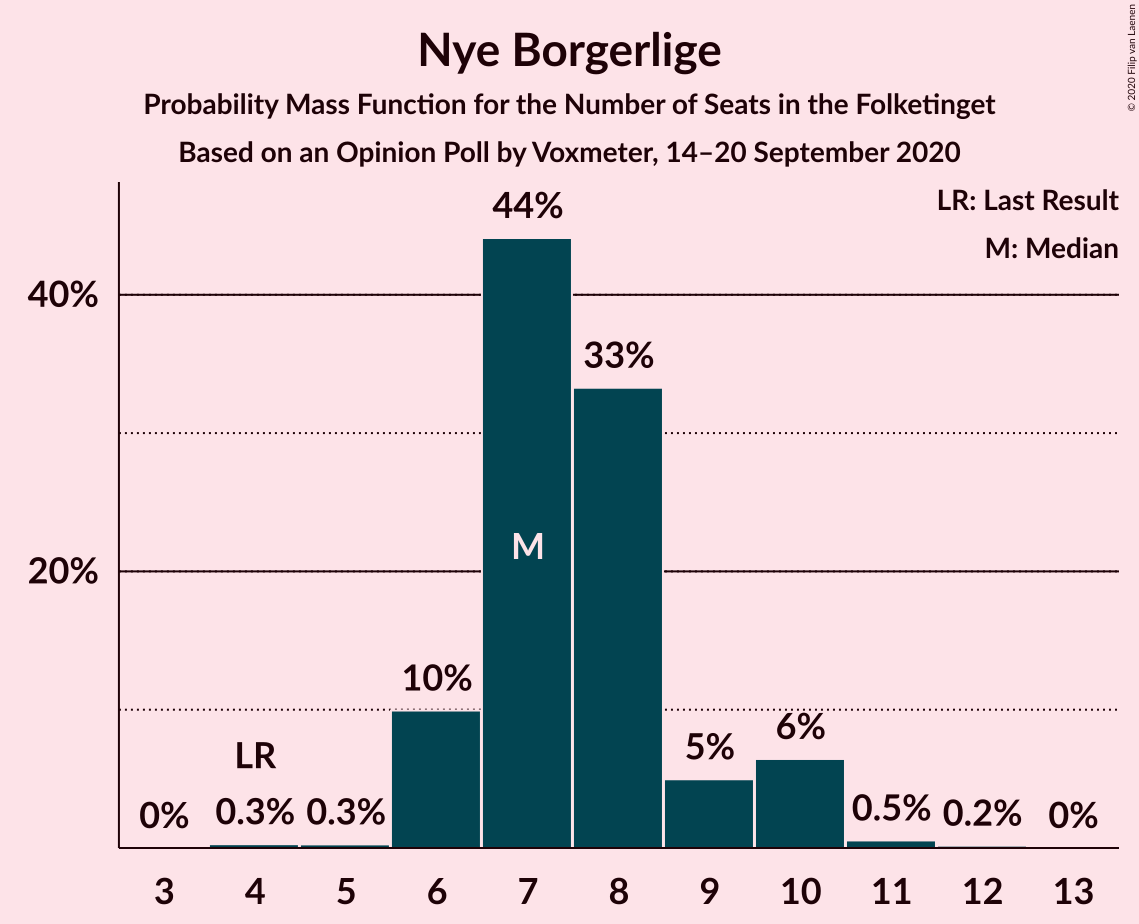 Nye Borgerlige
Probability Mass Function for the Number of Seats in the Folketinget
Based on an Opinion Poll by Voxmeter, 14–20 September 2020
© 2020 Filip van Laenen
LR: Last Result
M: Median
40%
20%
0%
LR
0.3%
0.3%
10%
44%
M
33%
5%
6%
0.5%
0.2%
0%
3 4 5 6 7 8 9 10 11 12 13